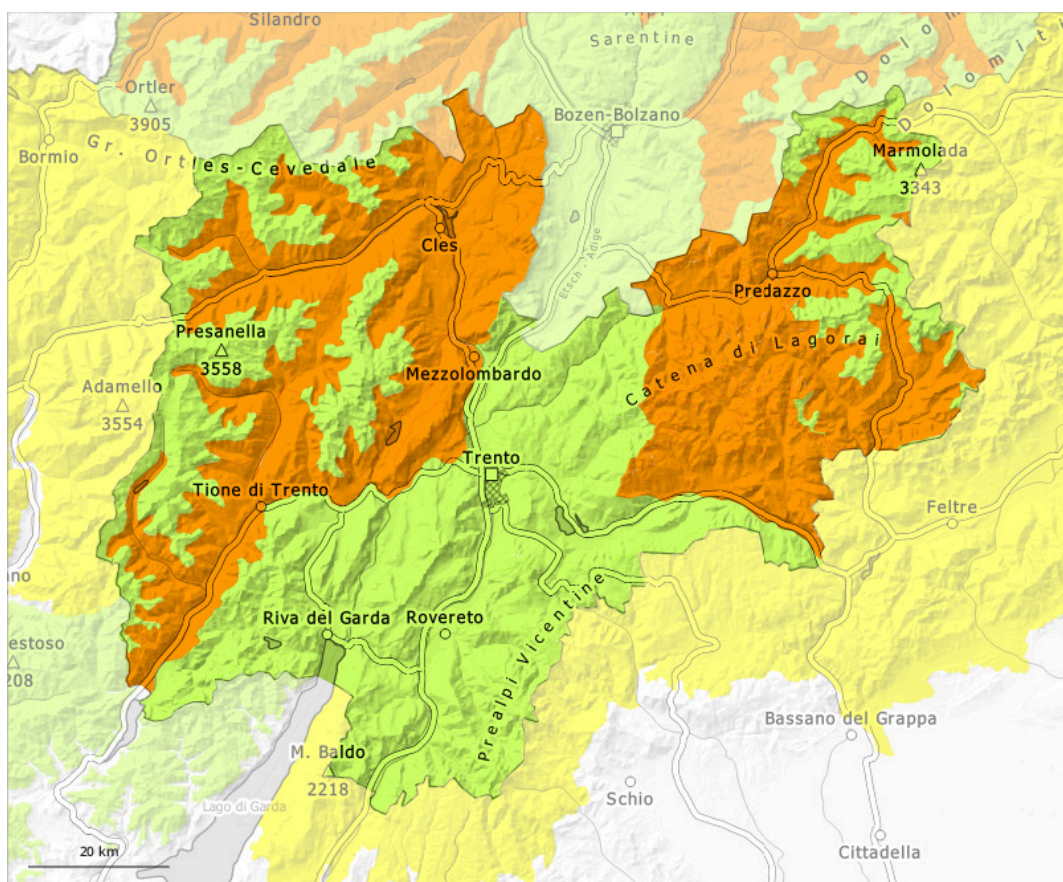 Silandro
Sarentine
Ortler
3905
Bozen-Bolzano
Bormio
Gr. Ortles-Cevedale
Marmolada
3343
Cles
Etsch - Adige
Predazzo
Presanella
3558
Catena di Lagorai
Mezzolombardo
Adamello
3554
Trento
Tione di Trento
Feltre
Riva del Garda
Rovereto
Prealpi Vicentine
Bassano del Grappa
M. Baldo
2218
Lago di Garda
Schio
20 km
Cittadella